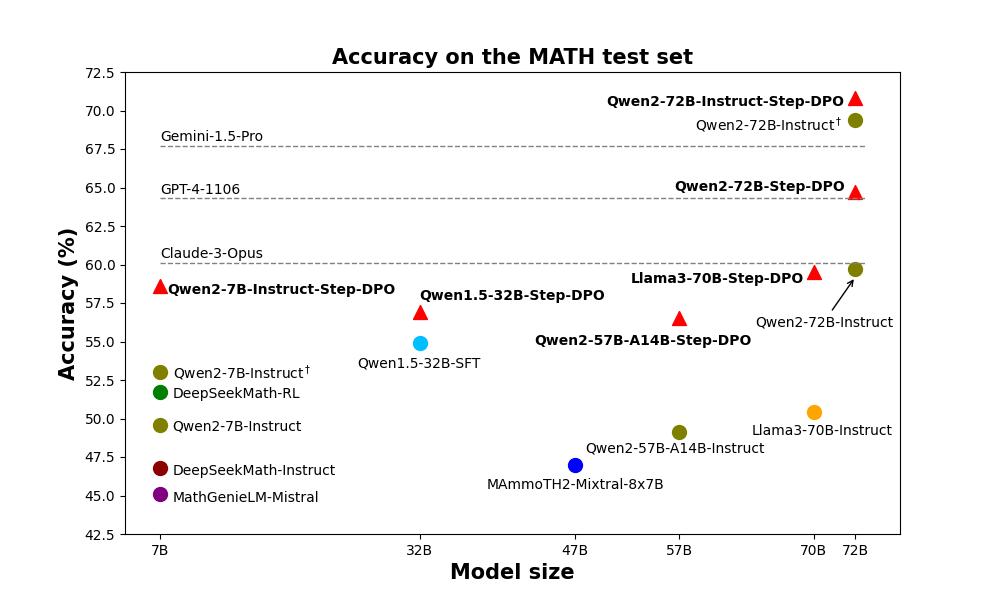 Accuracy on the MATH test set
Accuracy (%)
72.5
70.0
67.5
65.0
62.5
60.0
57.5
55.0
52.5
50.0
47.5
45.0
42.5
Qwen2-72B-Instruct-Step-DPO
Qwen2-72B-Instruct†
Gemini-1.5-Pro
GPT-4-1106
Qwen2-72B-Step-DPO
Claude-3-Opus
Llama3-70B-Step-DPO
Qwen2-7B-Instruct-Step-DPO
Qwen1.5-32B-Step-DPO
Qwen2-72B-Instruct
Qwen2-57B-A14B-Step-DPO
Qwen1.5-32B-SFT
Qwen2-7B-Instruct†
DeepSeekMath-RL
Qwen2-7B-Instruct
Llama3-70B-Instruct
Qwen2-57B-A14B-Instruct
DeepSeekMath-Instruct
MAmmoTH2-Mixtral-8x7B
MathGenieLM-Mistral
7B
32B
47B
57B
70B
72B
Model size